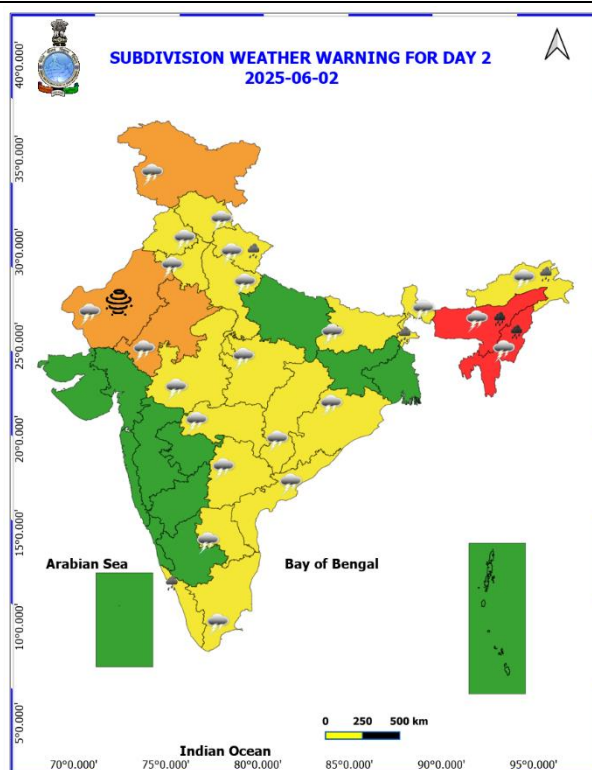 SUBDIVISION WEATHER WARNING FOR DAY 2
2025-06-02
40°0.000'
35°0.000'
30°0.000'
25°0.000'
20°0.000'
15°0.000'
10°0.000'
5°0.000'
Arabian Sea
Bay of Bengal
0 250 500 km
Indian Ocean
70°0.000' 75°0.000' 80°0.000' 85°0.000' 90°0.000' 95°0.000'